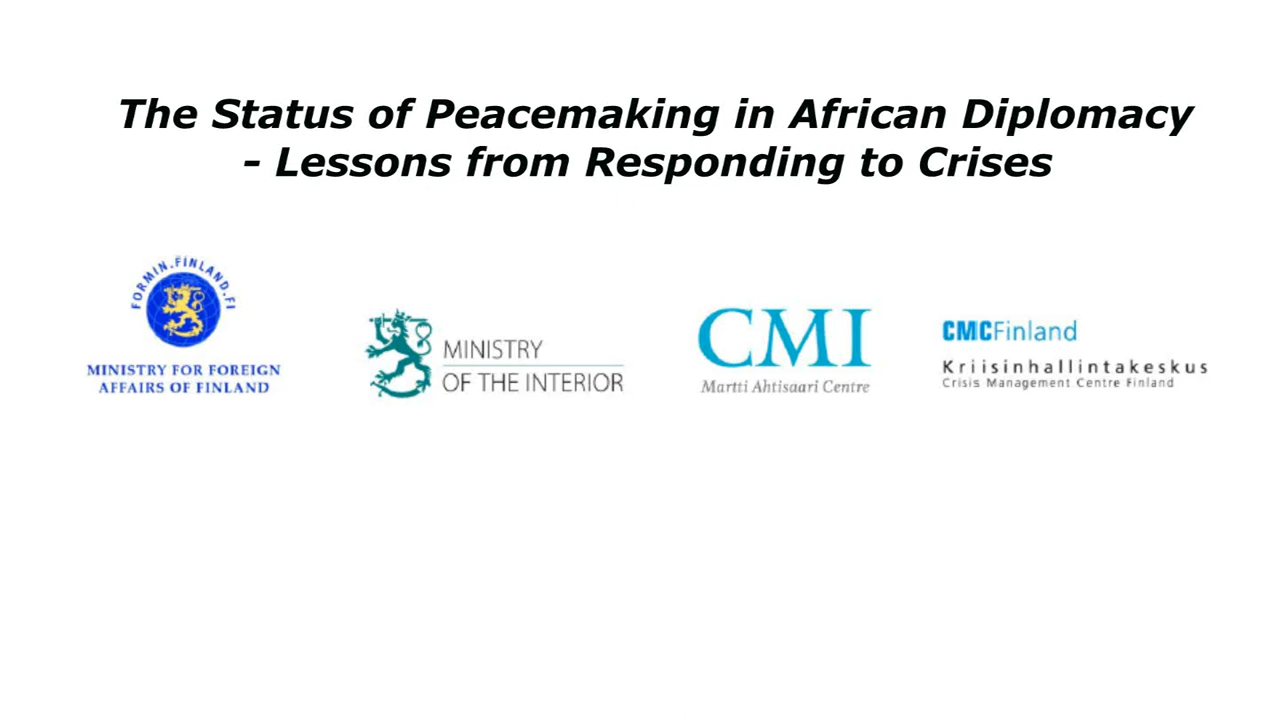 The Status of Peacemaking in African Diplomacy
- Lessons from Responding to Crises
FORMIN.FINLAND.FI
MINISTRY FOR FOREIGN
AFFAIRS OF FINLAND
MINISTRY
OF THE INTERIOR
CMI
Martti Ahtisaari Centre
CMCFinland
Kriisinhallintakeskus
Crisis Management Centre Finland